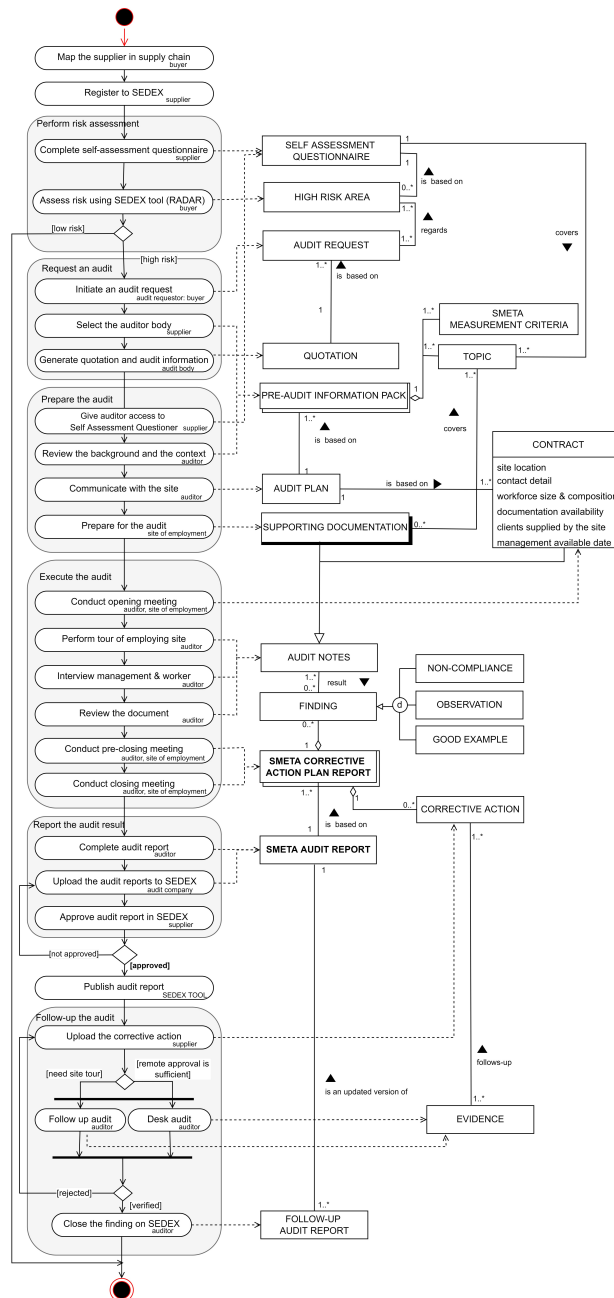 Map the supplier in supply chain
buyer
Register to SEDEX
supplier
Perform risk assessment
Complete self-assessment questionnaire
supplier
Assess risk using SEDEX tool (RADAR)
buyer
[low risk]
[high risk]
Request an audit
Initiate an audit request
audit requestor: buyer
Select the auditor body
supplier
Generate quotation and audit information
audit body
Prepare the audit
Give auditor access to
Self Assessment Questioner
supplier
Review the background and the context
auditor
Communicate with the site
auditor
Prepare for the audit
site of employment
Execute the audit
Conduct opening meeting
auditor, site of employment
Perform tour of employing site
auditor
Interview management & worker
auditor
Review the document
auditor
Conduct pre-closing meeting
auditor, site of employment
Conduct closing meeting
auditor, site of employment
Report the audit result
Complete audit report
auditor
Upload the audit reports to SEDEX
audit company
Approve audit report in SEDEX
supplier
[not approved]
[approved]
Publish audit report
SEDEX TOOL
Follow-up the audit
Upload the corrective action
supplier
[need site tour]
[remote approval is
sufficient]
Follow up audit
auditor
Desk audit
auditor
[rejected]
[verified]
Close the finding on SEDEX
auditor
SELF ASSESSMENT
QUESTIONNAIRE
1
1
is based on
0..*
HIGH RISK AREA
1..*
regards
AUDIT REQUEST
1..*
1..*
is based on
covers
1
QUOTATION
SMETA
MEASUREMENT CRITERIA
1..*
1..*
TOPIC
1..*
1..*
1
PRE-AUDIT INFORMATION PACK
1..*
is based on
covers
1
AUDIT PLAN
1
is based on
1..*
CONTRACT
site location
contact detail
workforce size & composition
documentation availability
clients supplied by the site
management available date
SUPPORTING DOCUMENTATION
0..*
AUDIT NOTES
1..*
result
0..*
FINDING
0..*
d
NON-COMPLIANCE
OBSERVATION
GOOD EXAMPLE
1
SMETA CORRECTIVE
ACTION PLAN REPORT
1..*
1
0..*
CORRECTIVE ACTION
1..*
is based on
1
SMETA AUDIT REPORT
1
follows-up
is an updated version of
1..*
EVIDENCE
1..*
FOLLOW-UP
AUDIT REPORT